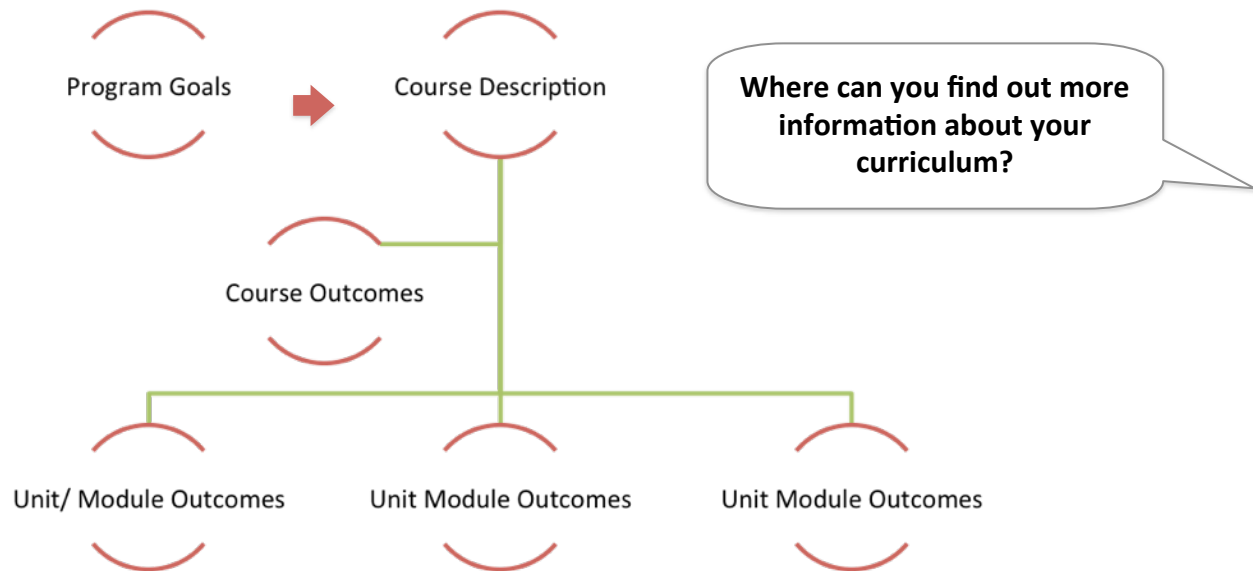 Program Goals
Course Description
Where can you find out more
information about your
curriculum?
Course Outcomes
Unit/ Module Outcomes
Unit Module Outcomes
Unit Module Outcomes